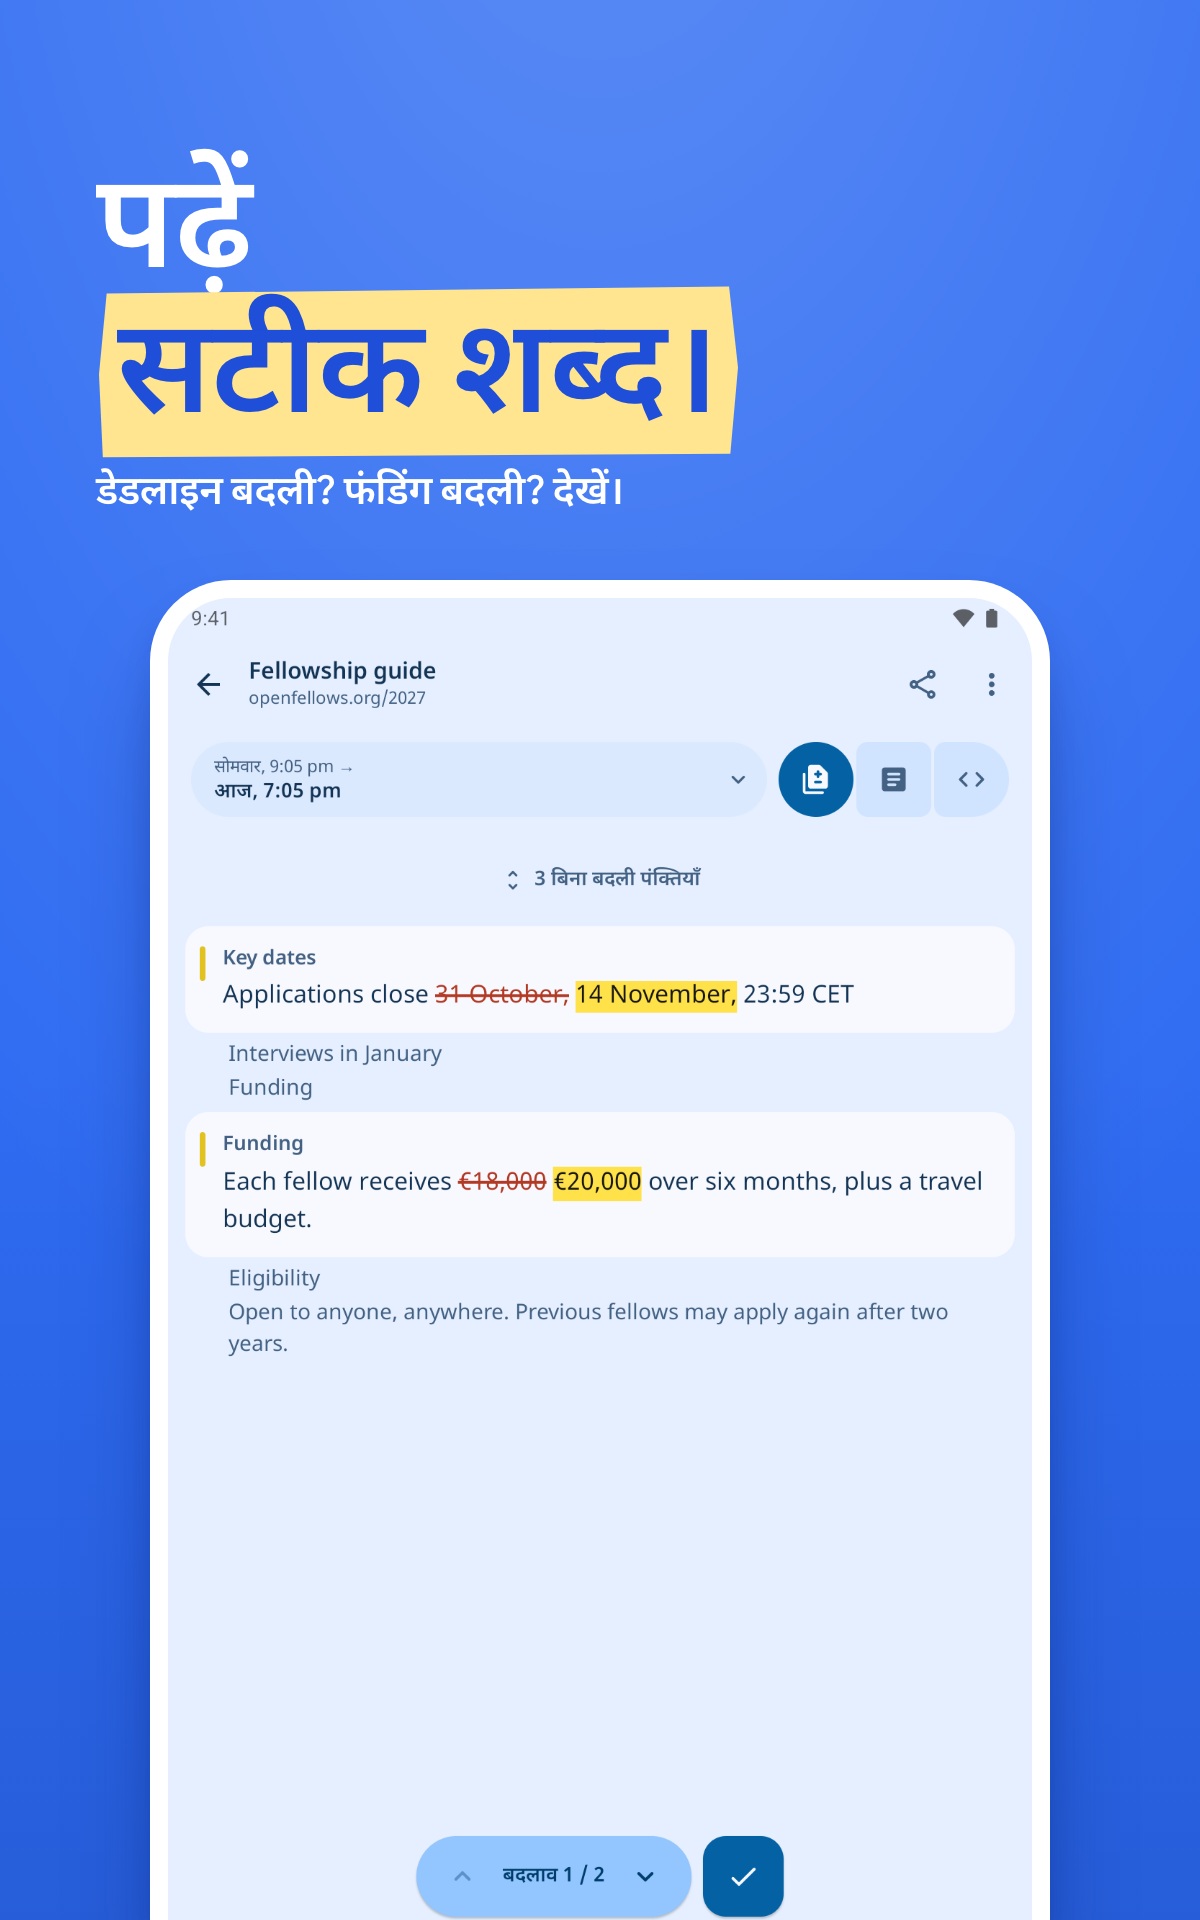 पढ़ें
सटीक शब्द।
डेडलाइन बदली? फंडिंग बदली? देखें।
9:41
Fellowship guide
openfellows.org/2027
सोमवार, 9:05 pm →
आज, 7:05 pm
3 बिना बदली पंक्तियाँ
Key dates
Applications close 31 October, 14 November, 23:59 CET
Interviews in January
Funding
Funding
Each fellow receives €18,000 €20,000 over six months, plus a travel
budget.
Eligibility
Open to anyone, anywhere. Previous fellows may apply again after two
years.
बदलाव 1 / 2